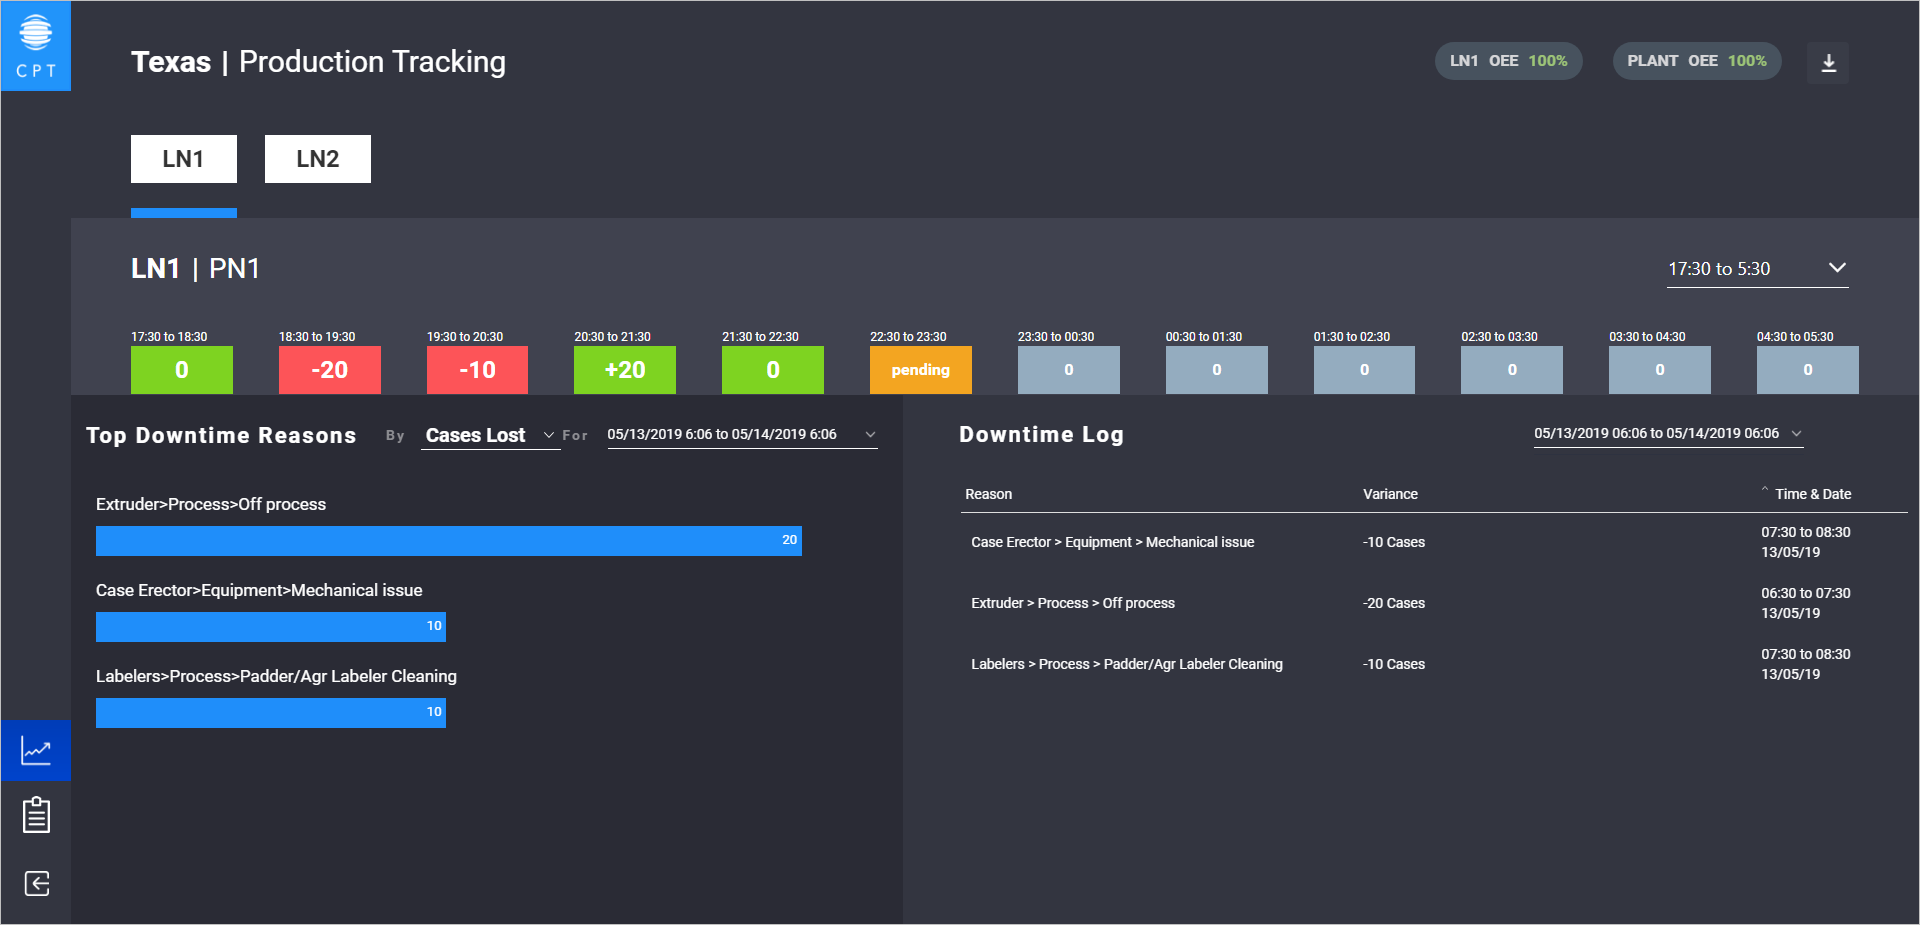 CPT
Texas | Production Tracking
LN1 OEE 100%
PLANT OEE 100%
LN1
LN2
LN1 | PN1
17:30 to 5:30
17:30 to 18:30
0
18:30 to 19:30
-20
19:30 to 20:30
-10
20:30 to 21:30
+20
21:30 to 22:30
0
22:30 to 23:30
pending
23:30 to 00:30
0
00:30 to 01:30
0
01:30 to 02:30
0
02:30 to 03:30
0
03:30 to 04:30
0
04:30 to 05:30
0
Top Downtime Reasons By Cases Lost For 05/13/2019 6:06 to 05/14/2019 6:06
Extruder>Process>Off process
20
Case Erector>Equipment>Mechanical issue
10
Labelers>Process>Padder/Agr Labeler Cleaning
10
Downtime Log
05/13/2019 06:06 to 05/14/2019 06:06
Reason Variance Time & Date
Case Erector > Equipment > Mechanical issue -10 Cases 07:30 to 08:30
13/05/19
Extruder > Process > Off process -20 Cases 06:30 to 07:30
13/05/19
Labelers > Process > Padder/Agr Labeler Cleaning -10 Cases 07:30 to 08:30
13/05/19